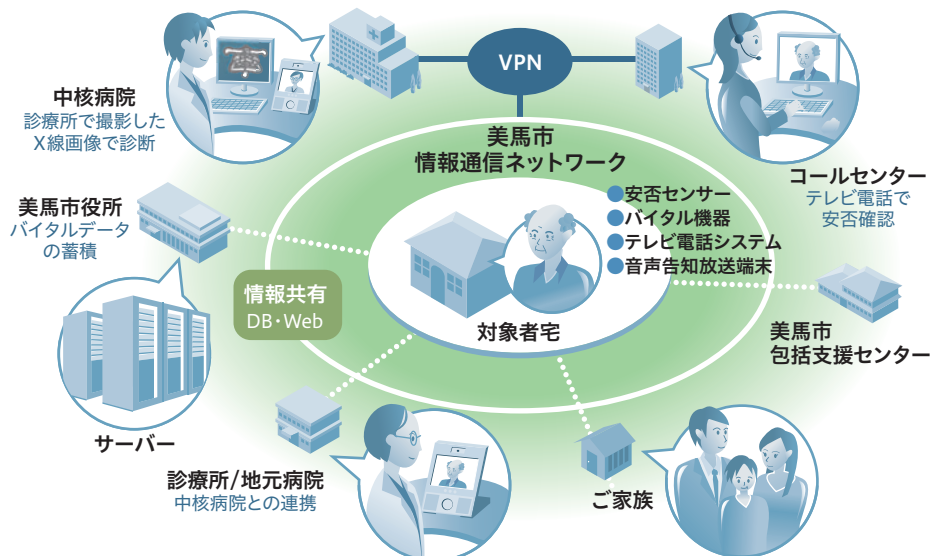 VPN
中核病院
診療所で撮影した
X線画像で診断
美馬市
情報通信ネットワーク
コールセンター
テレビ電話で
安否確認
美馬市役所
バイタルデータ
の蓄積
●安否センサー
●バイタル機器
●テレビ電話システム
●音声告知放送端末
情報共有
DB・Web
対象者宅
美馬市
包括支援センター
サーバー
診療所/地元病院
中核病院との連携
ご家族